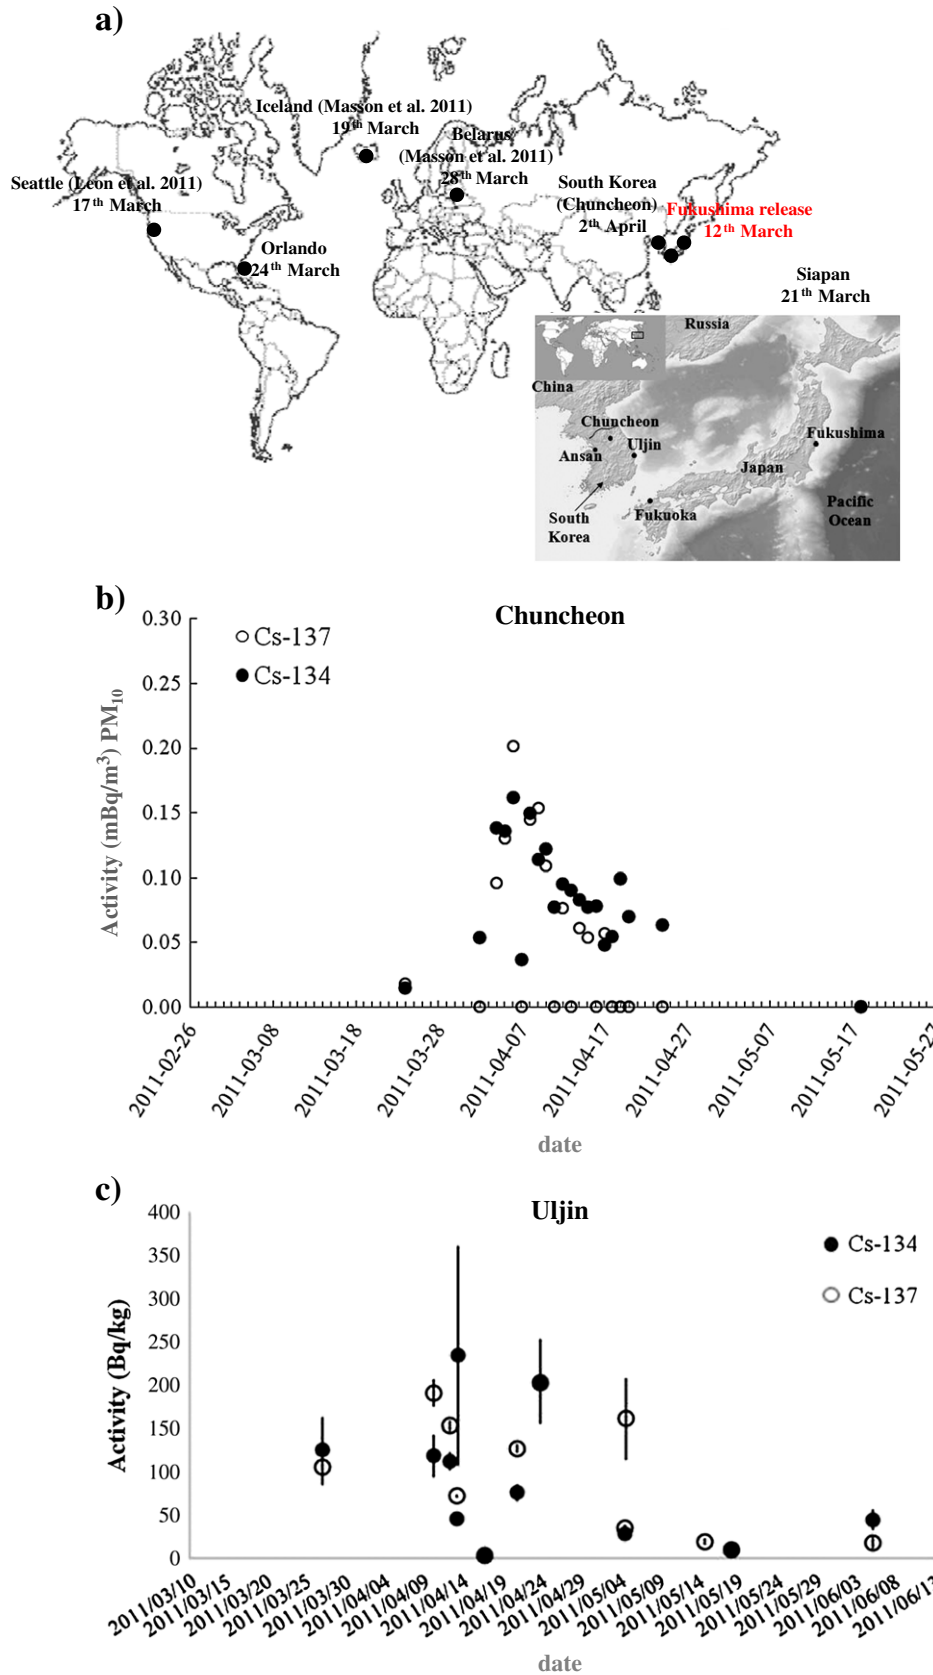 a)
Iceland (Masson et al. 2011)
19th March
Belarus
(Masson et al. 2011)
28th March
Seattle (Leon et al. 2011)
17th March
South Korea
(Chuncheon)
2th April
Fukushima release
12th March
Orlando
24th March
Siapan
21th March
Russia
China
Chuncheon
Uljin
Ansan
Fukushima
Japan
South
Korea
Fukuoka
Pacific
Ocean
b)
Chuncheon
Cs-137
Cs-134
Activity (mBq/m3) PM10
0.30
0.25
0.20
0.15
0.10
0.05
0.00
2011-02-26
2011-03-08
2011-03-18
2011-03-28
2011-04-07
2011-04-17
2011-04-27
2011-05-07
2011-05-17
2011-05-27
date
c)
Uljin
Cs-134
Cs-137
Activity (Bq/kg)
400
350
300
250
200
150
100
50
0
2011/03/10
2011/03/15
2011/03/20
2011/03/25
2011/03/30
2011/04/04
2011/04/09
2011/04/14
2011/04/19
2011/04/24
2011/04/29
2011/05/04
2011/05/09
2011/05/14
2011/05/19
2011/05/24
2011/05/29
2011/06/03
2011/06/08
2011/06/13
date